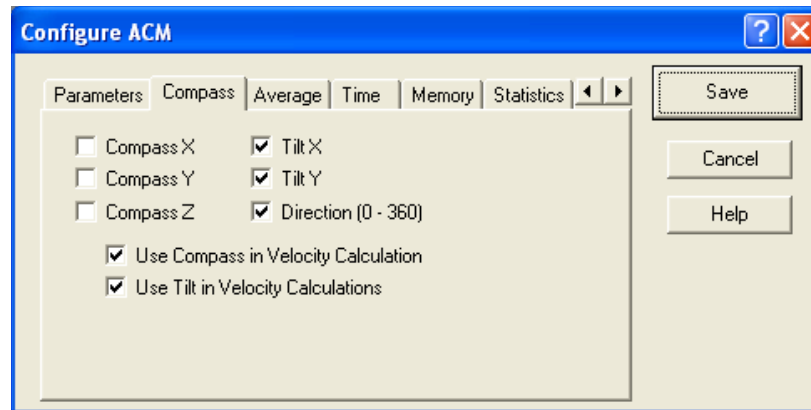 Configure ACM
Parameters Compass Average Time Memory Statistics
Save
Compass X Tilt X
Cancel
Compass Y Tilt Y
Compass Z Direction (0 - 360)
Help
Use Compass in Velocity Calculation
Use Tilt in Velocity Calculations